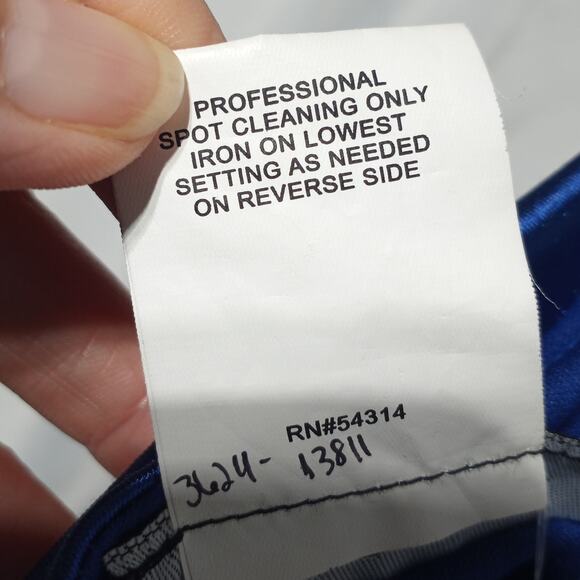 PROFESSIONAL
SPOT CLEANING ONLY
IRON ON LOWEST
SETTING AS NEEDED
ON REVERSE SIDE
RN#54314
3624- 13811